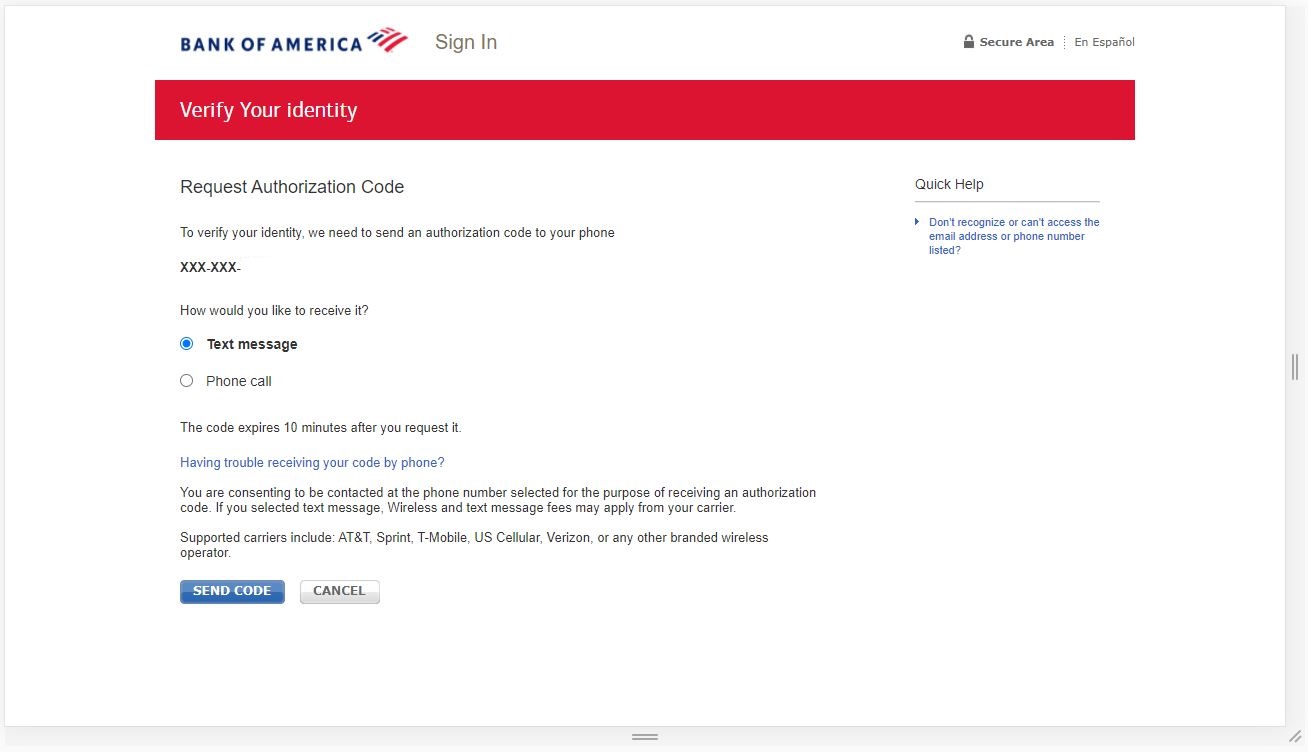 BANK OF AMERICA
Sign In
Secure Area
En Español
Verify Your identity
Request Authorization Code
To verify your identity, we need to send an authorization code to your phone
XXX-XXX-
How would you like to receive it?
Text message
Phone call
The code expires 10 minutes after you request it.
Having trouble receiving your code by phone?
You are consenting to be contacted at the phone number selected for the purpose of receiving an authorization
code. If you selected text message, Wireless and text message fees may apply from your carrier.
Supported carriers include: AT&T, Sprint, T-Mobile, US Cellular, Verizon, or any other branded wireless
operator.
SEND CODE
CANCEL
Quick Help
Don't recognize or can't access the
email address or phone number
listed?